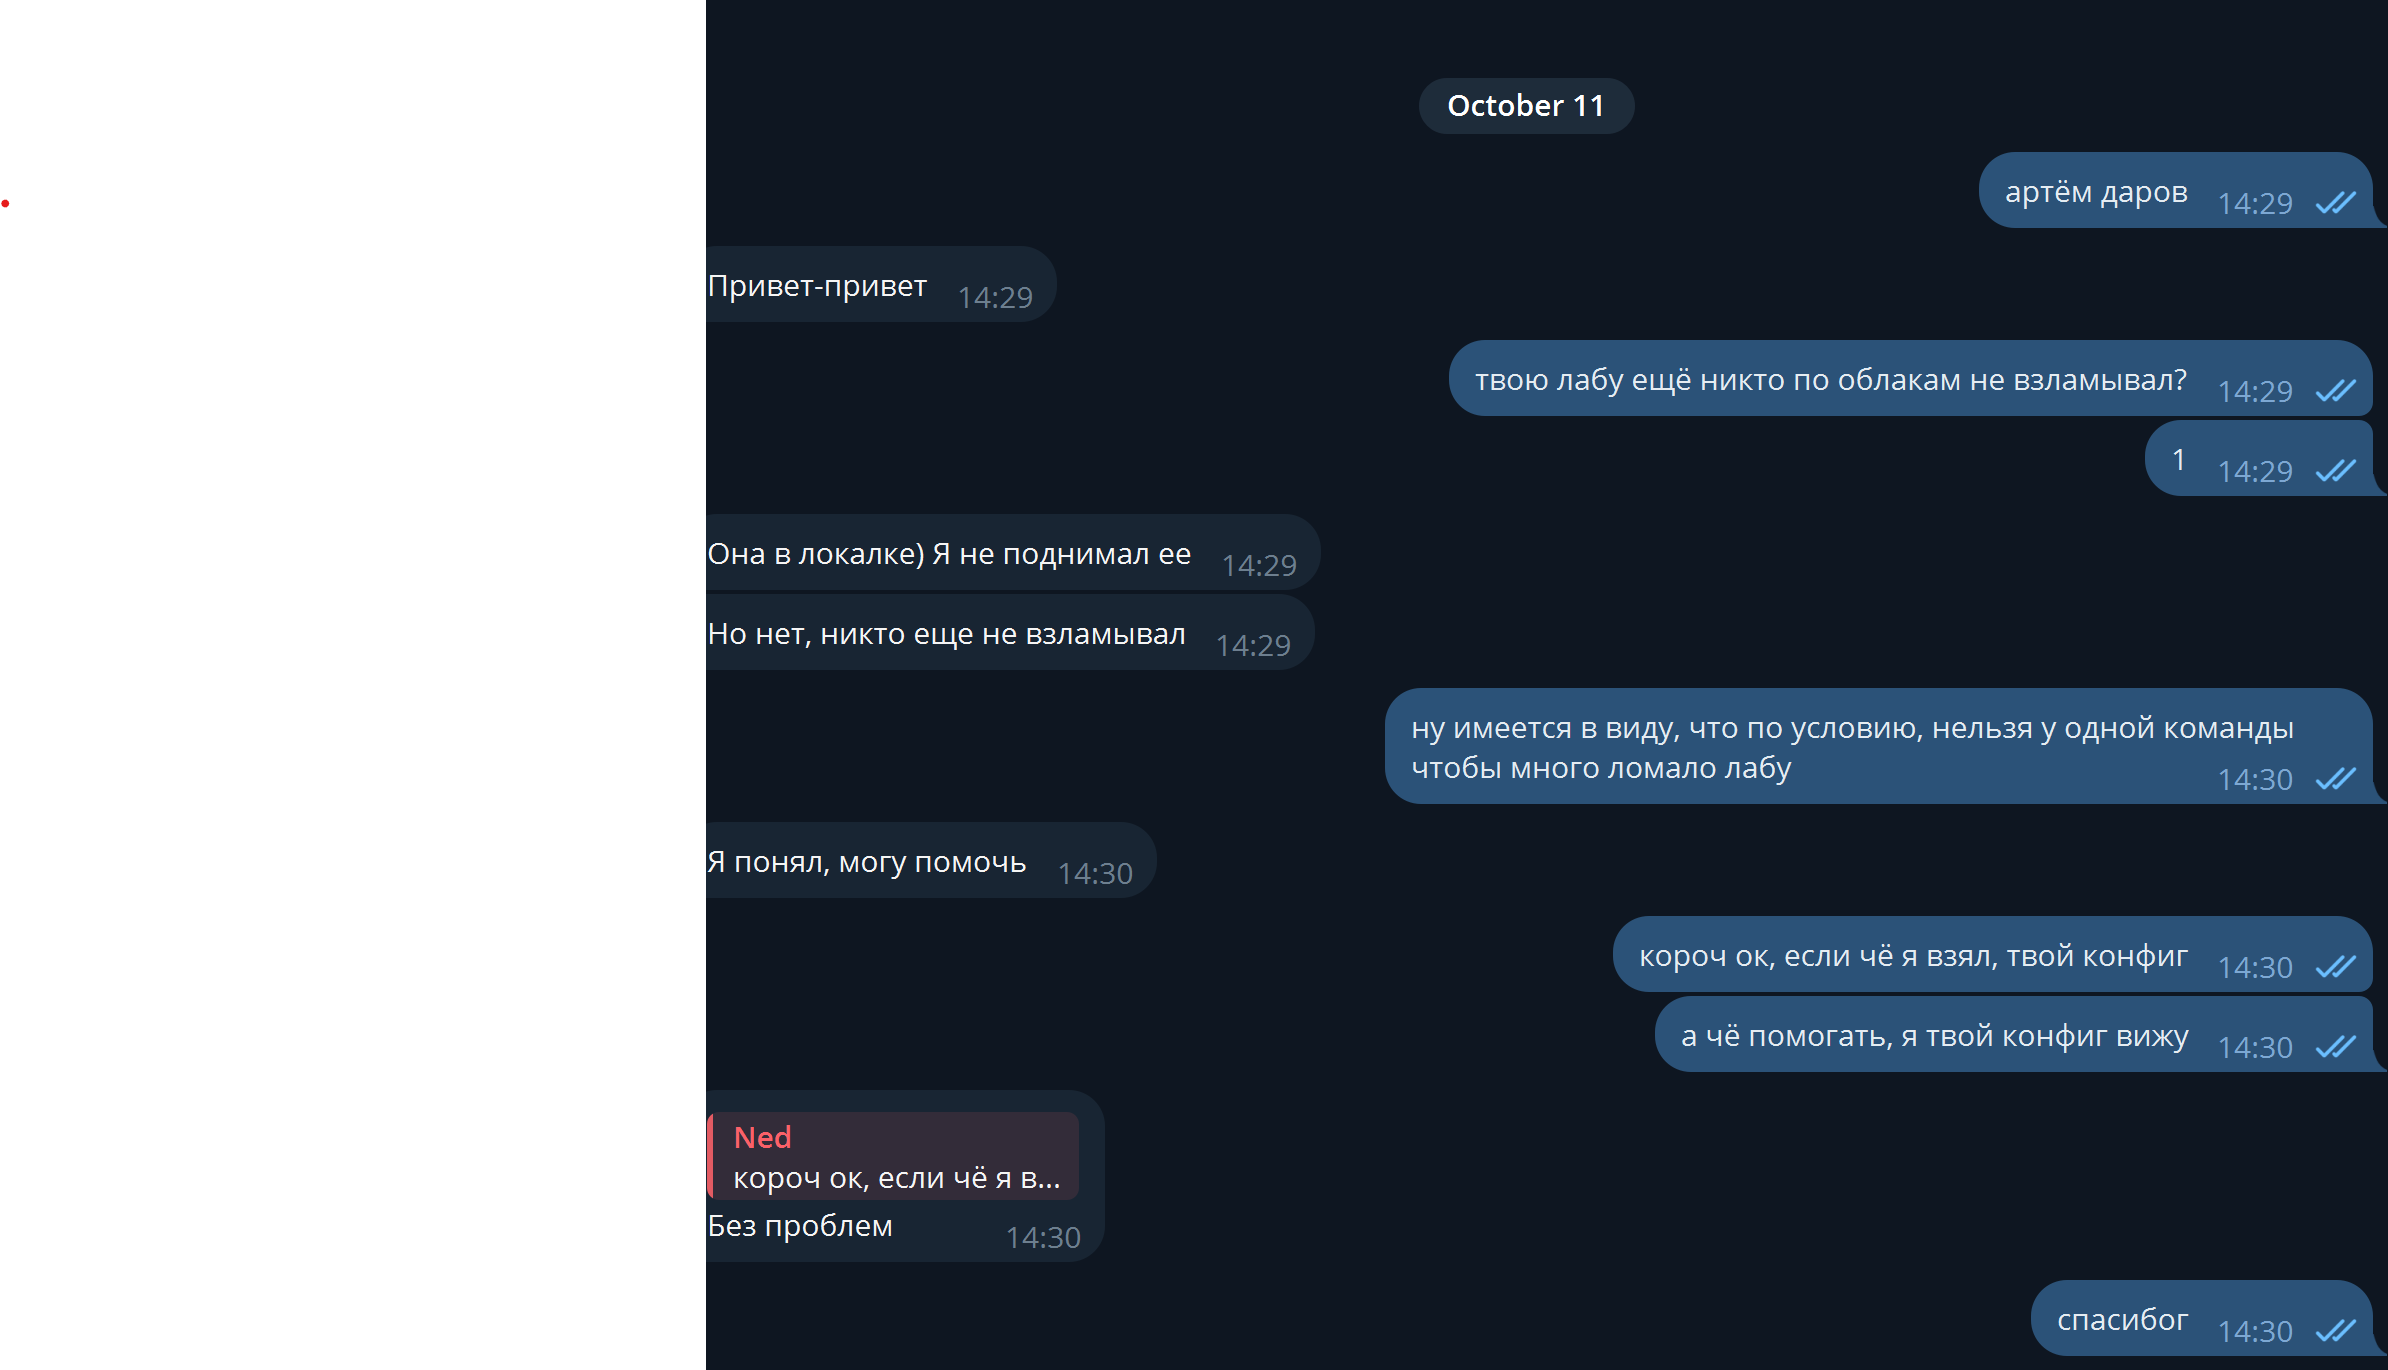 October 11
артём даров 14:29
Привет-привет 14:29
твою лабу ещё никто по облакам не взламывал? 14:29
1 14:29
Она в локалке) Я не поднимал ее 14:29
Но нет, никто еще не взламывал 14:29
ну имеется в виду, что по условию, нельзя у одной команды
чтобы много ломало лабу 14:30
Я понял, могу помочь 14:30
короч ок, если чё я взял, твой конфиг 14:30
а чё помогать, я твой конфиг вижу 14:30
Ned
короч ок, если чё я в...
Без проблем 14:30
спасибог 14:30